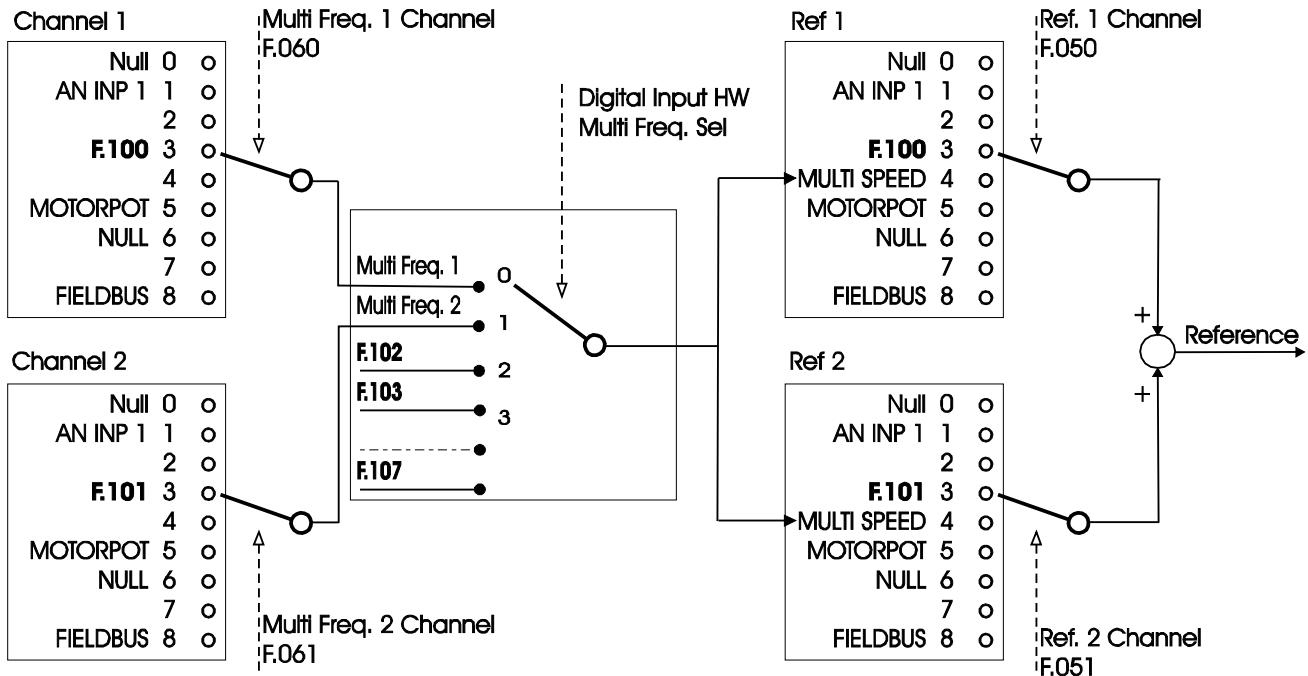 Channel 1
Multi Freq. 1 Channel
F.060
Null 0
AN INP 1 1
2
F.100 3
4
MOTORPOT 5
NULL 6
7
FIELDBUS 8
Channel 2
Null 0
AN INP 1 1
2
F.101 3
4
MOTORPOT 5
NULL 6
7
FIELDBUS 8
Multi Freq. 2 Channel
F.061
Digital Input HW
Multi Freq. Sel
Multi Freq. 1 0
Multi Freq. 2 1
F.102 2
F.103 3
F.107
Ref 1
Ref. 1 Channel
F.050
Null 0
AN INP 1 1
2
F.100 3
MULTI SPEED 4
MOTORPOT 5
NULL 6
7
FIELDBUS 8
Ref 2
Null 0
AN INP 1 1
2
F.101 3
MULTI SPEED 4
MOTORPOT 5
NULL 6
7
FIELDBUS 8
Ref. 2 Channel
F.051
+
Reference
+